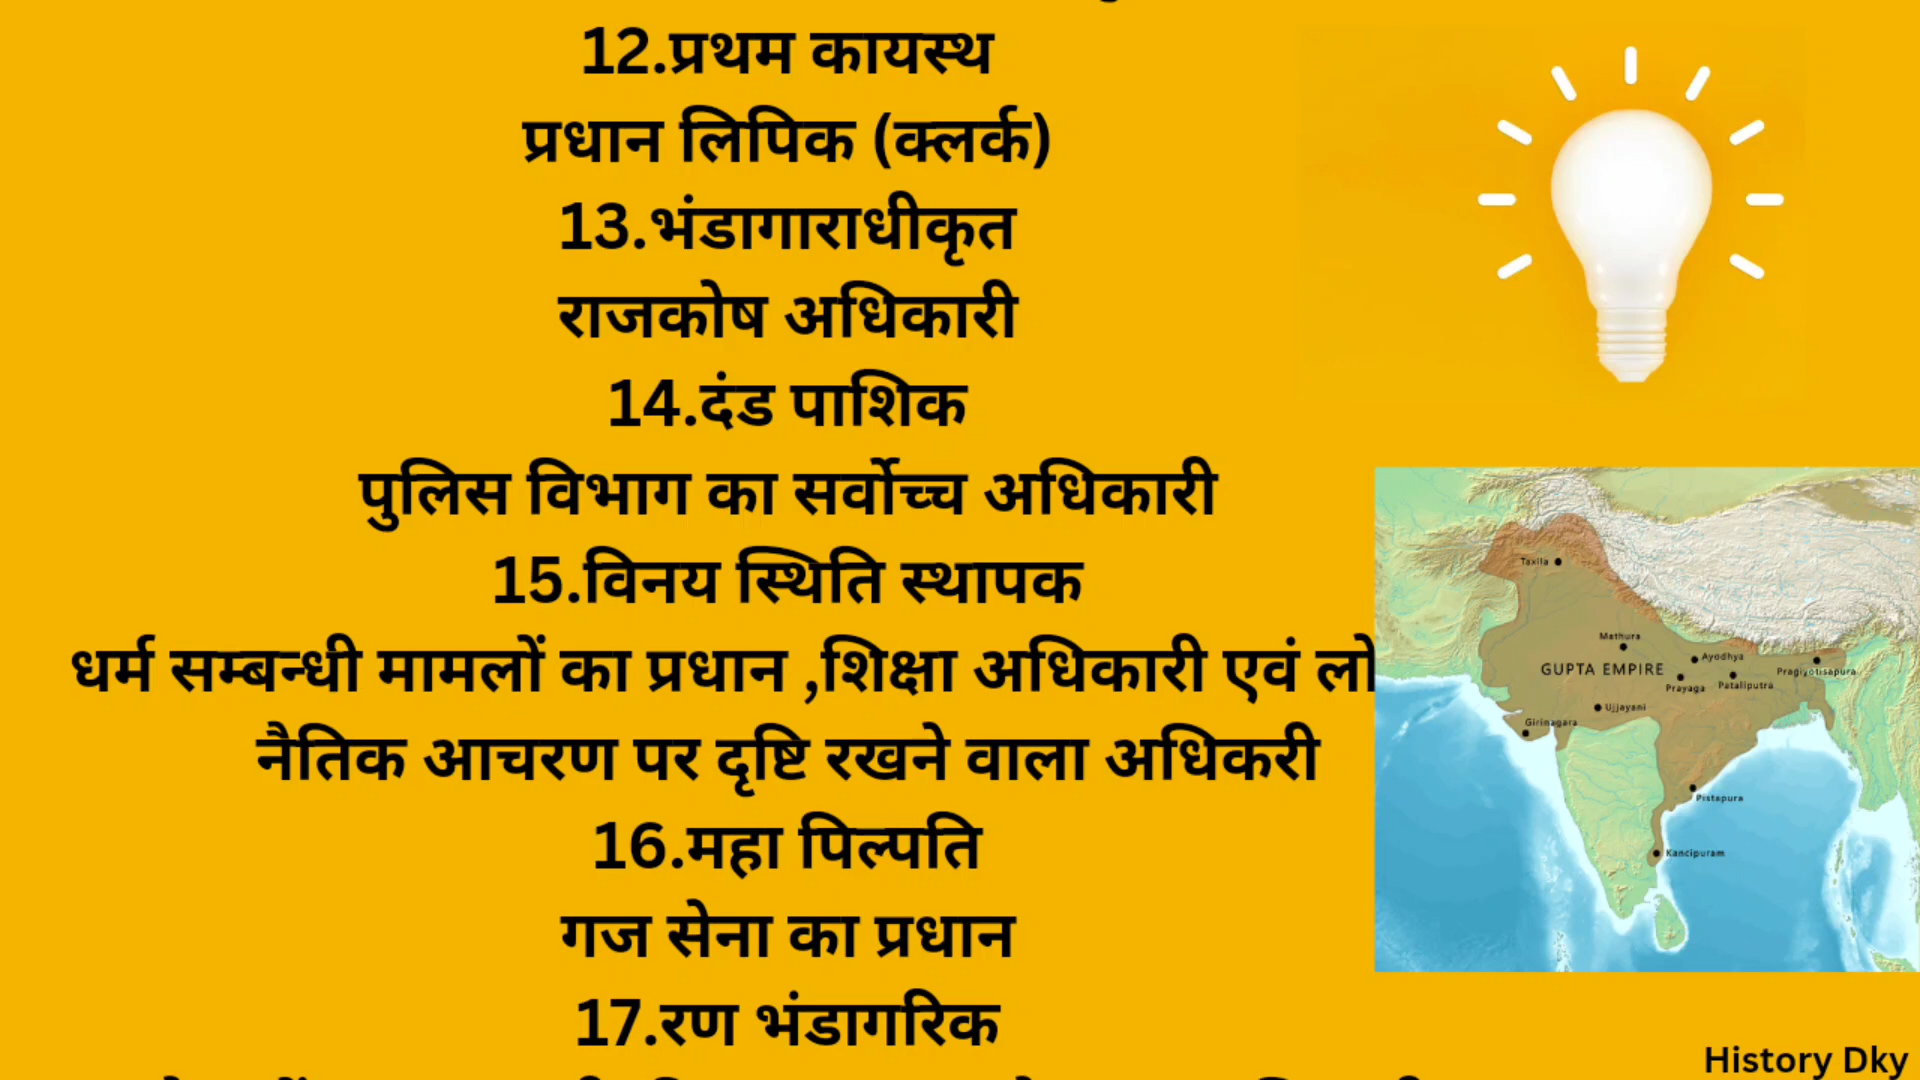 12.प्रथम कायस्थ
प्रधान लिपिक (क्लर्क)
13.भंडागाराधीकृत
राजकोष अधिकारी
14.दंड पाशिक
पुलिस विभाग का सर्वोच्च अधिकारी
15.विनय स्थिति स्थापक
धर्म सम्बन्धी मामलों का प्रधान ,शिक्षा अधिकारी एवं
नैतिक आचरण पर दृष्टि रखने वाला अधिकरी
16.महा पिल्पति
गज सेना का प्रधान
17.रण भंडागरिक
Taxila
Mathura
GUPTA EMPIRE
Ayodhya
Pragjyotisapura
Prayaga
Pataliputra
Ujjayani
Girinagara
Pistapura
Kancipuram
History Dky